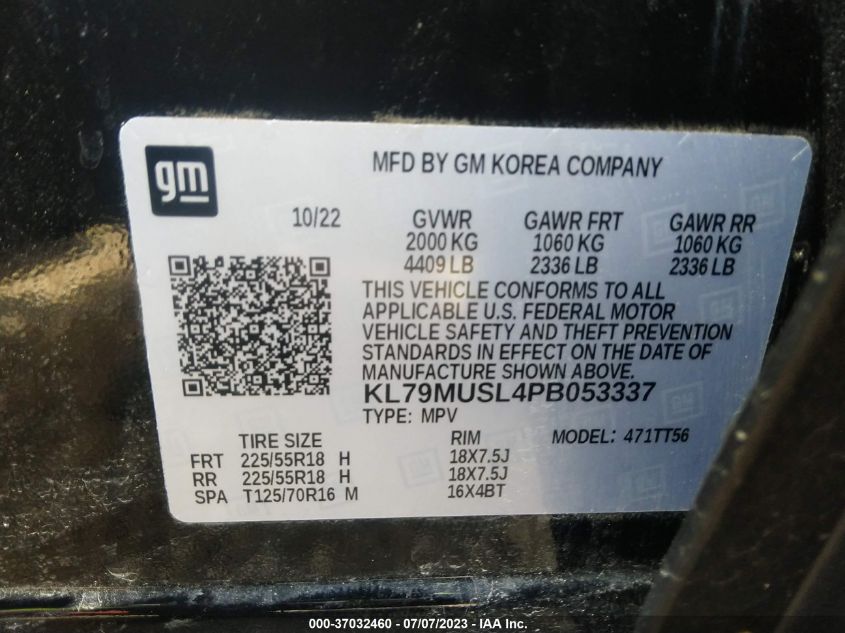 gm
MFD BY GM KOREA COMPANY
10/22 GVWR GAWR FRT GAWR RR
2000 KG 1060 KG 1060 KG
4409 LB 2336 LB 2336 LB
THIS VEHICLE CONFORMS TO ALL
APPLICABLE U.S. FEDERAL MOTOR
VEHICLE SAFETY AND THEFT PREVENTION
STANDARDS IN EFFECT ON THE DATE OF
MANUFACTURE SHOWN ABOVE.
KL79MUSL4PB053337
TYPE: MPV
TIRE SIZE RIM MODEL: 471TT56
FRT 225/55R18 H 18X7.5J
RR 225/55R18 H 18X7.5J
SPA T125/70R16 M 16X4BT
000-37032460 - 07/07/2023 - IAA Inc.